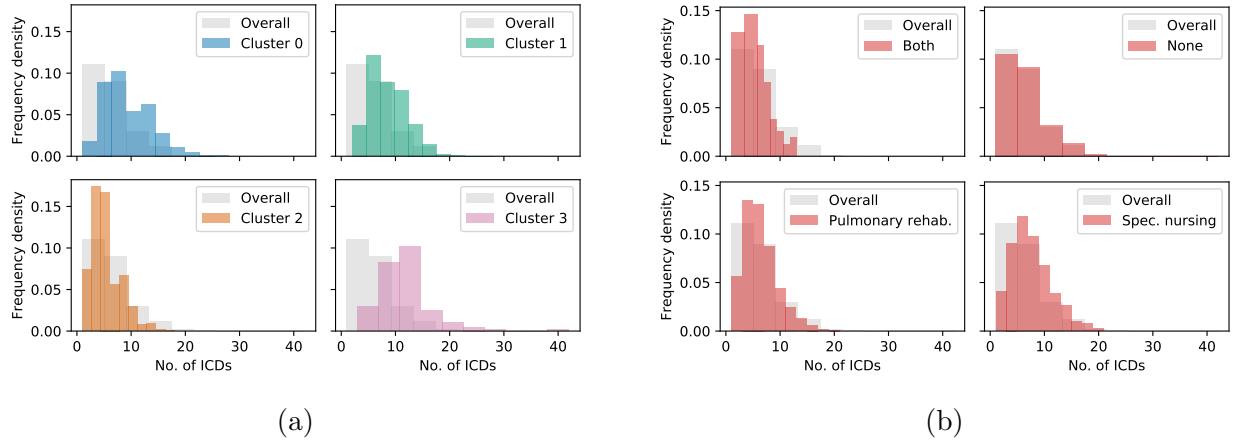 Overall
Cluster 0
Frequency density
0.15
0.10
0.05
0.00
Overall
Cluster 1
Overall
Cluster 2
Frequency density
0.15
0.10
0.05
0.00
0 10 20 30 40
No. of ICDs
Overall
Cluster 3
0 10 20 30 40
No. of ICDs
(a)
Overall
Both
Frequency density
0.15
0.10
0.05
0.00
Overall
None
Overall
Pulmonary rehab.
Frequency density
0.15
0.10
0.05
0.00
0 10 20 30 40
No. of ICDs
Overall
Spec. nursing
0 10 20 30 40
No. of ICDs
(b)